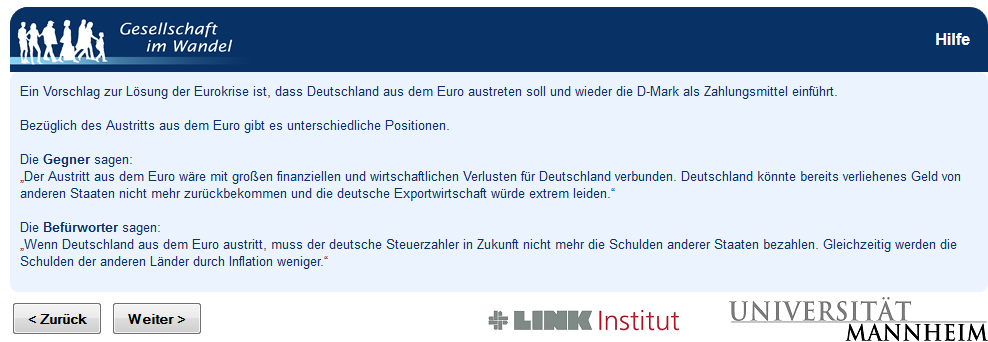 Gesellschaft
im Wandel
Hilfe
Ein Vorschlag zur Lösung der Eurokrise ist, dass Deutschland aus dem Euro austreten soll und wieder die D-Mark als Zahlungsmittel einführt.
Bezüglich des Austritts aus dem Euro gibt es unterschiedliche Positionen.
Die Gegner sagen:
„Der Austritt aus dem Euro wäre mit großen finanziellen und wirtschaftlichen Verlusten für Deutschland verbunden. Deutschland könnte bereits verliehenes Geld von
anderen Staaten nicht mehr zurückbekommen und die deutsche Exportwirtschaft würde extrem leiden.“
Die Befürworter sagen:
„Wenn Deutschland aus dem Euro austritt, muss der deutsche Steuerzahler in Zukunft nicht mehr die Schulden anderer Staaten bezahlen. Gleichzeitig werden die
Schulden der anderen Länder durch Inflation weniger.“
< Zurück
Weiter >
LINK Institut
UNIVERSITÄT
MANNHEIM